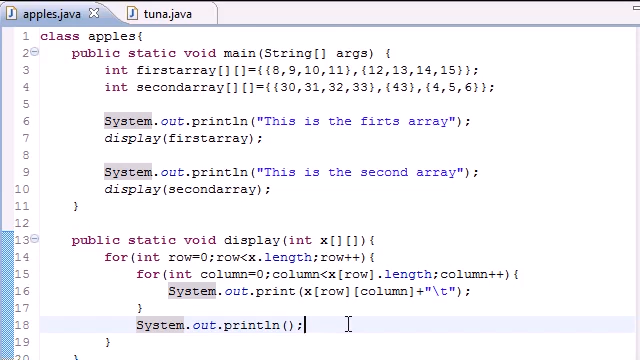 apples.java tuna.java
1 class apples{
2 public static void main(String[] args) {
3 int firstarray[][]={{8,9,10,11},{12,13,14,15}};
4 int secondarray[][]={{30,31,32,33},{43},{4,5,6}};
5
6 System.out.println("This is the firts array");
7 display(firstarray);
8
9 System.out.println("This is the second array");
10 display(secondarray);
11 }
12
13 public static void display(int x[][]){
14 for(int row=0;row<x.length;row++){
15 for(int column=0;column<x[row].length;column++){
16 System.out.print(x[row][column]+"\t");
17 }
18 System.out.println();
19 }
20 }